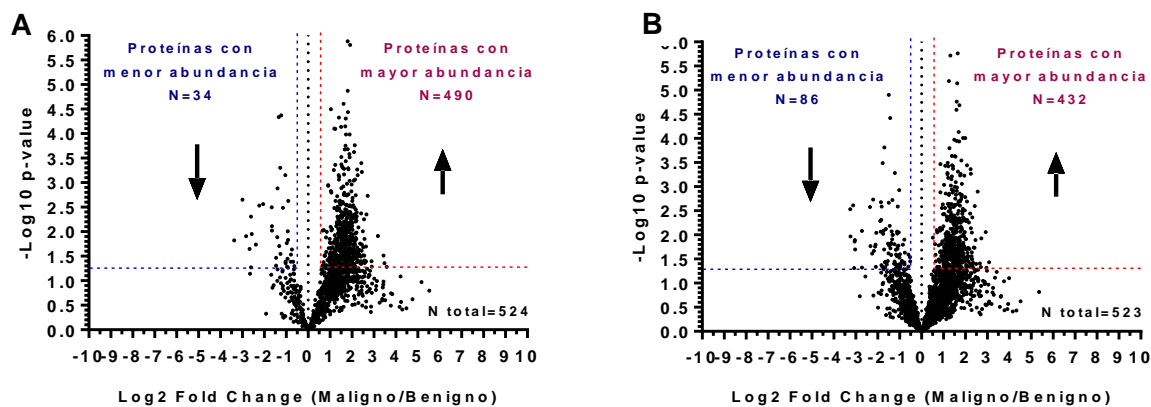 A
Proteínas con
menor abundancia
N=34
Proteínas con
mayor abundancia
N=490
6.0
5.5
5.0
4.5
4.0
3.5
3.0
2.5
2.0
1.5
1.0
0.5
0.0
-Log10 p-value
N total=524
-10 -9 -8 -7 -6 -5 -4 -3 -2 -1 0 1 2 3 4 5 6 7 8 9 10
Log2 Fold Change (Maligno/Benigno)
B
Proteínas con
menor abundancia
N=86
Proteínas con
mayor abundancia
N=432
6.0
5.5
5.0
4.5
4.0
3.5
3.0
2.5
2.0
1.5
1.0
0.5
0.0
-Log10 p-value
N total=523
-10 -9 -8 -7 -6 -5 -4 -3 -2 -1 0 1 2 3 4 5 6 7 8 9 10
Log2 Fold Change (Maligno/Benigno)